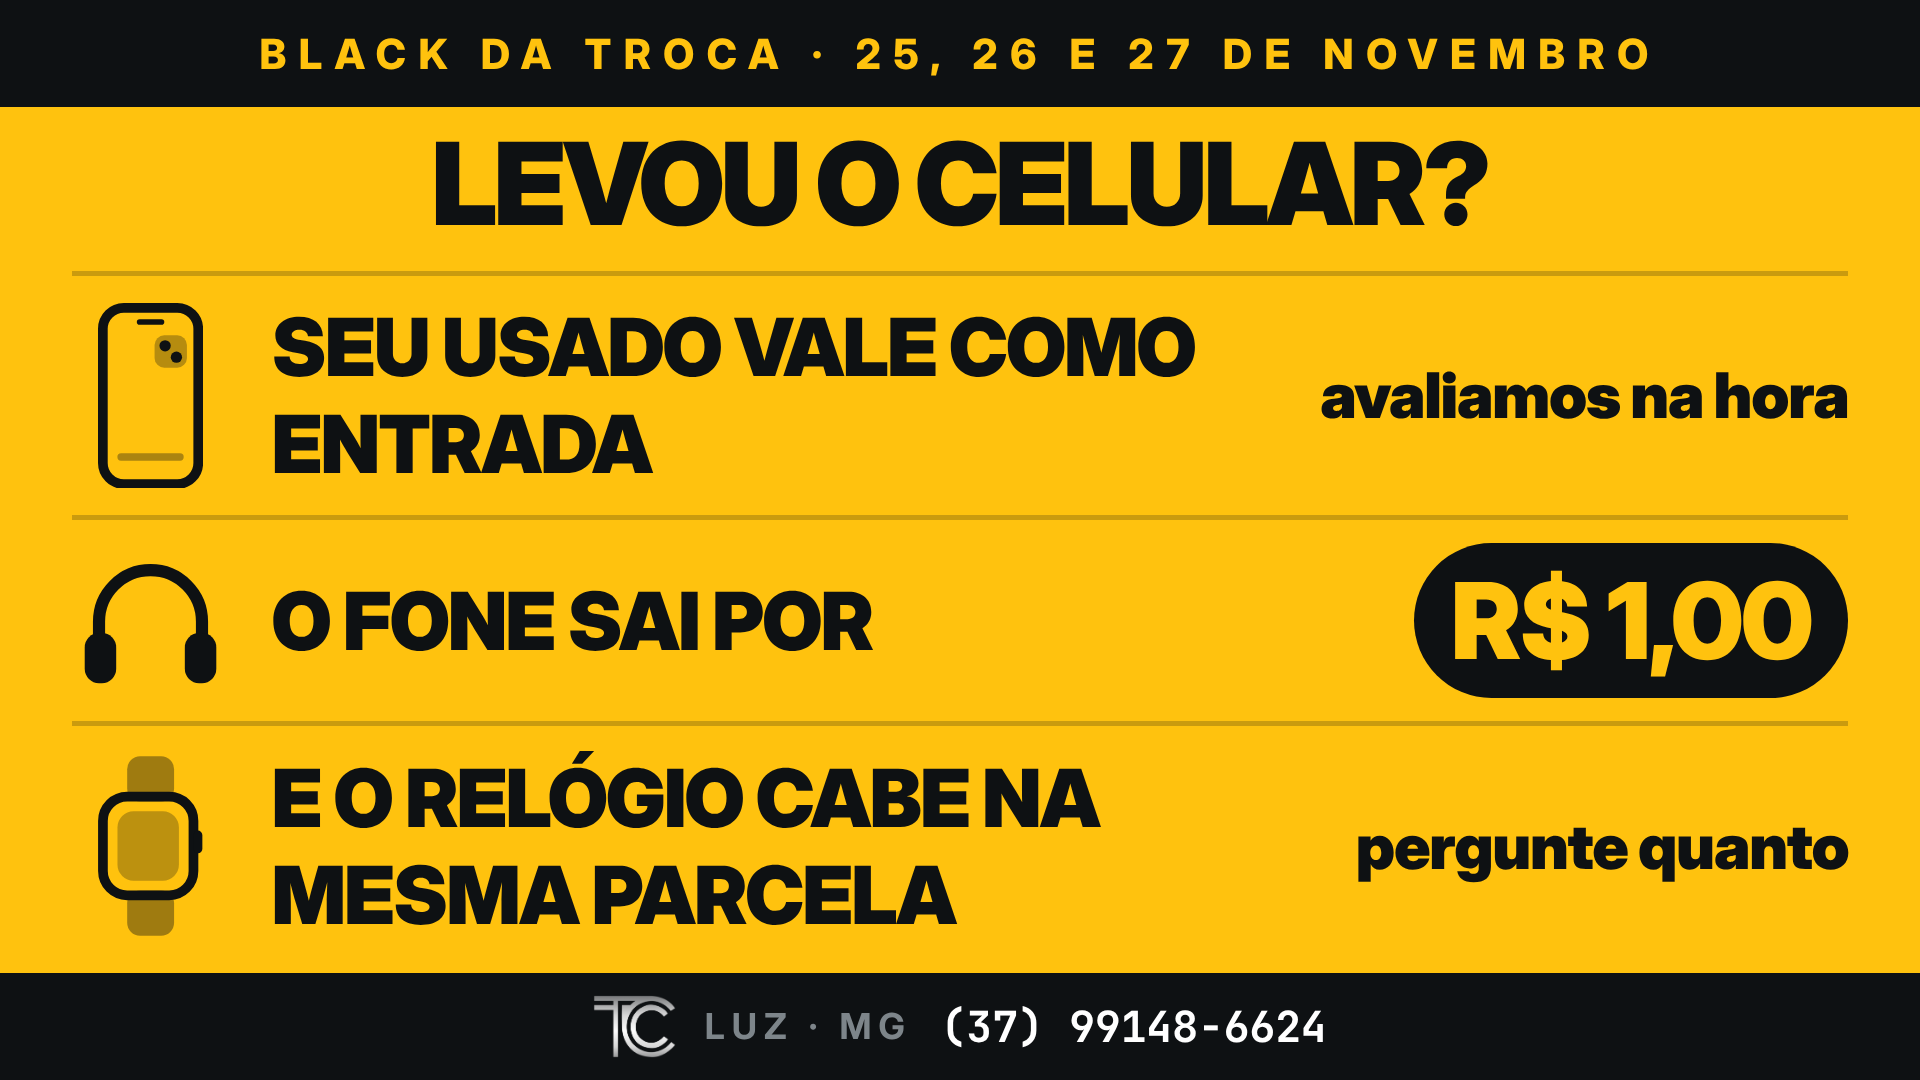 BLACK DA TROCA · 25, 26 E 27 DE NOVEMBRO
LEVOU O CELULAR?
SEU USADO VALE COMO
ENTRADA
avaliamos na hora
O FONE SAI POR
R$ 1,00
E O RELÓGIO CABE NA
MESMA PARCELA
pergunte quanto
TC LUZ · MG (37) 99148-6624